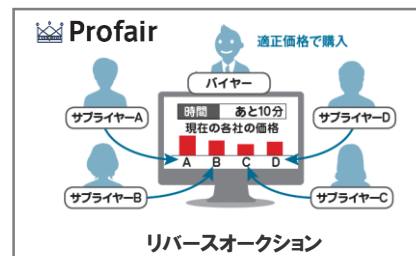 Profair
適正価格で購入
バイヤー
サプライヤーA
サプライヤーD
時間 あと10分
現在の各社の価格
A B C D
サプライヤーB
サプライヤーC
リバースオークション